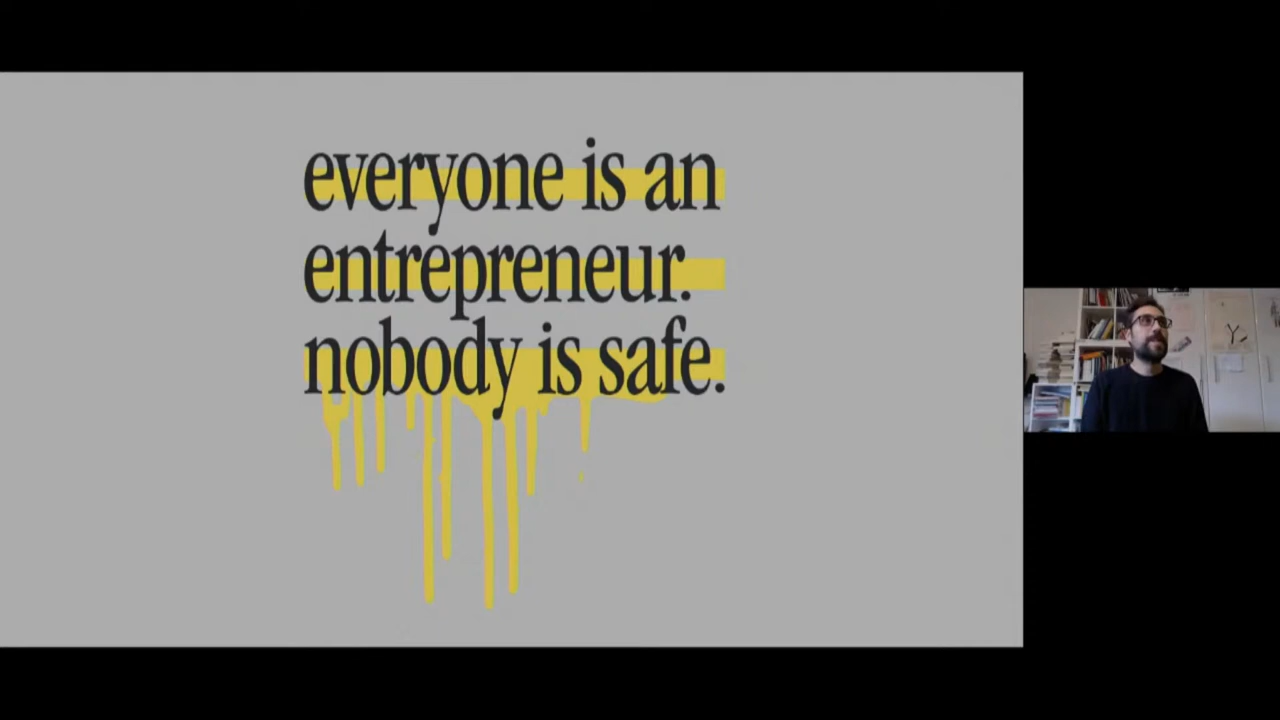 everyone is an
entrepreneur.
nobody is safe.